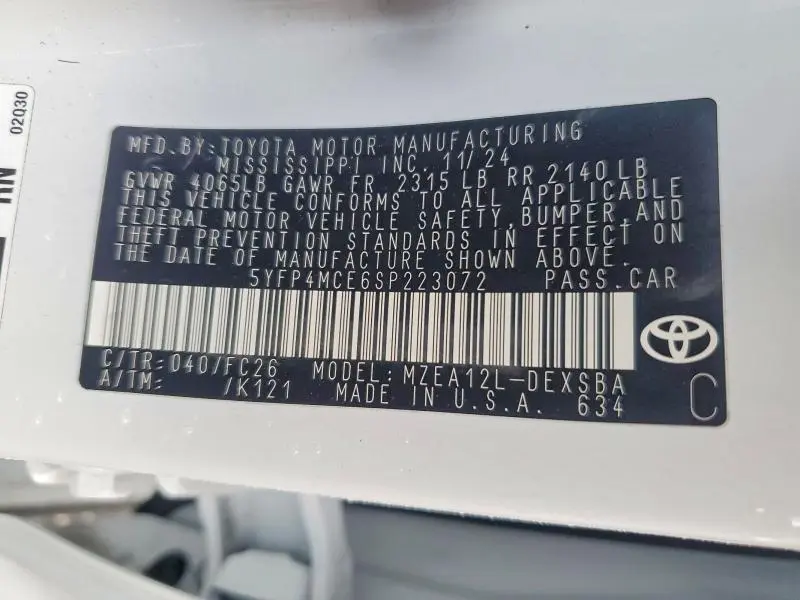 MFD. BY: TOYOTA MOTOR MANUFACTURING
MISSISSIPPI INC. 11/24
GVWR 4065LB GAWR FR 2315 LB RR 2140 LB
THIS VEHICLE CONFORMS TO ALL APPLICABLE
FEDERAL MOTOR VEHICLE SAFETY, BUMPER, AND
THEFT PREVENTION STANDARDS IN EFFECT ON
THE DATE OF MANUFACTURE SHOWN ABOVE.
5YFP4MCE6SP223072 PASS. CAR
C/TR: 040/FC26 MODEL: MZEA12L-DEXSBA
A/TM: /K121 MADE IN U.S.A. 634
C
02030